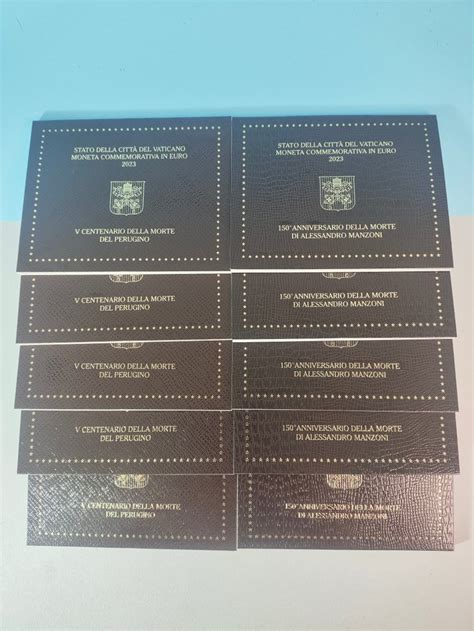 STATO DELLA CITTÀ DEL VATICANO
MONETA COMMEMORATIVA IN EURO
2023
V CENTENARIO DELLA MORTE
DEL PERUGINO
STATO DELLA CITTÀ DEL VATICANO
MONETA COMMEMORATIVA IN EURO
2023
150° ANNIVERSARIO DELLA MORTE
DI ALESSANDRO MANZONI
V CENTENARIO DELLA MORTE
DEL PERUGINO
150° ANNIVERSARIO DELLA MORTE
DI ALESSANDRO MANZONI
V CENTENARIO DELLA MORTE
DEL PERUGINO
150° ANNIVERSARIO DELLA MORTE
DI ALESSANDRO MANZONI
V CENTENARIO DELLA MORTE
DEL PERUGINO
150° ANNIVERSARIO DELLA MORTE
DI ALESSANDRO MANZONI
V CENTENARIO DELLA MORTE
DEL PERUGINO
150° ANNIVERSARIO DELLA MORTE
DI ALESSANDRO MANZONI